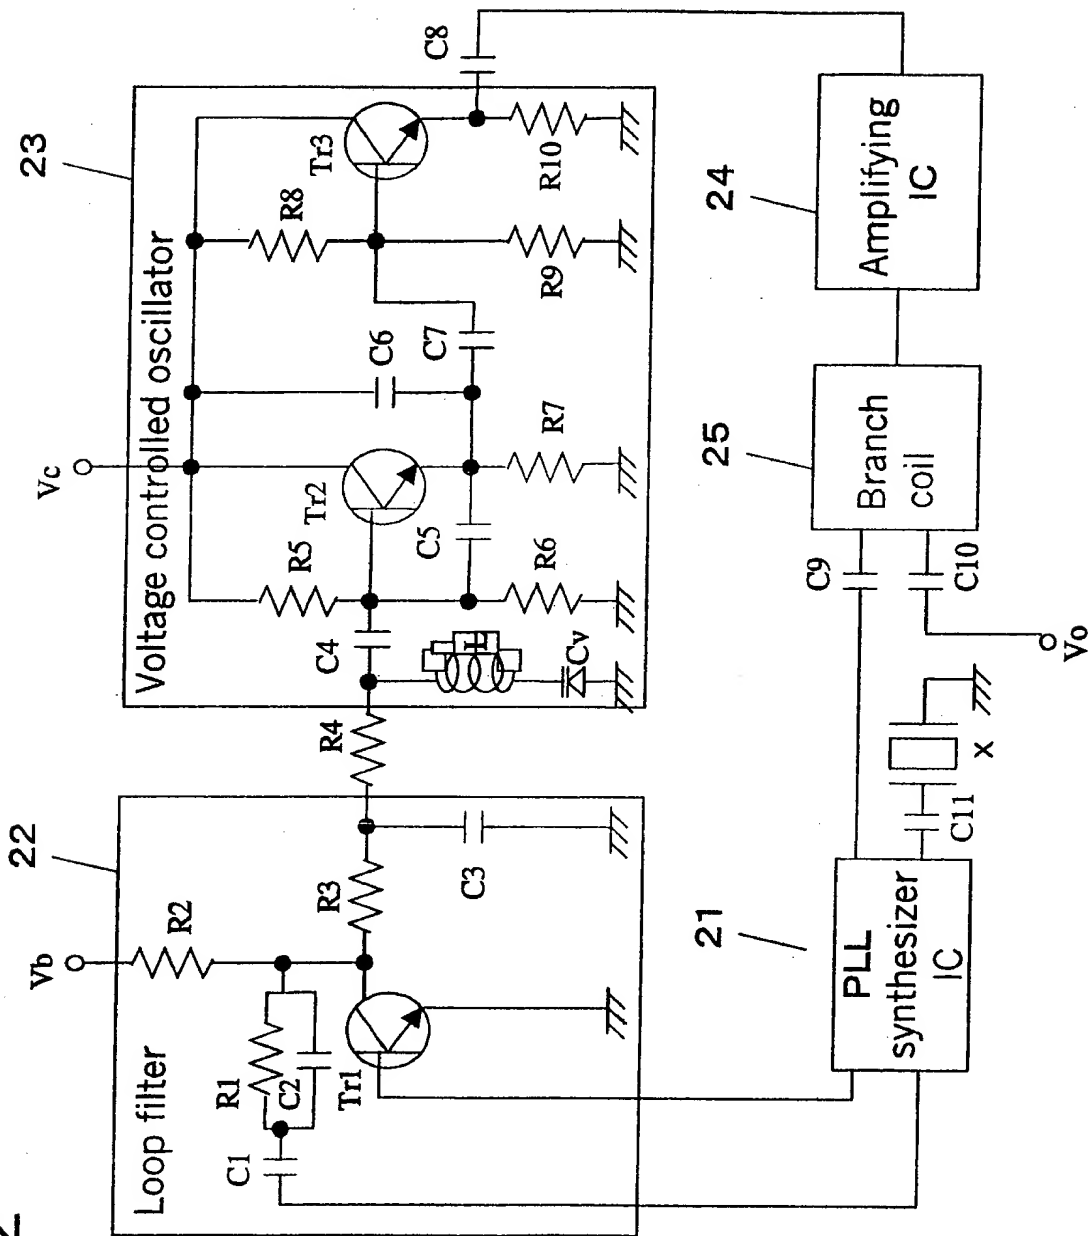 2
22
Loop filter
Vb
R2
R1
C2
C1
Tr1
R3
C3
R4
23
Voltage controlled oscillator
Vc
C4
L
Cv
R5
Tr2
C5
R6
C6
R7
C7
R8
Tr3
R9
R10
C8
21
PLL
synthesizer
IC
C11
X
C9
C10
Vo
25
Branch
coil
24
Amplifying
IC